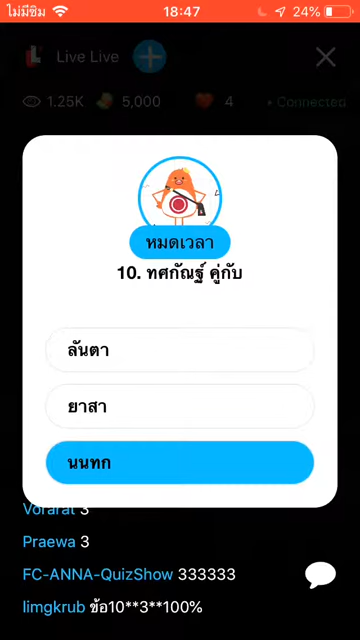 ไม่มีซิม 18:47 24%
Live Live
1.25K 5,000 4 • Connected
หมดเวลา
10. ทศกัณฐ์ คู่กับ
ลันตา
ยาสา
นนทก
Vorarat 3
Praewa 3
FC-ANNA-QuizShow 333333
limgkrub ข้อ10**3**100%